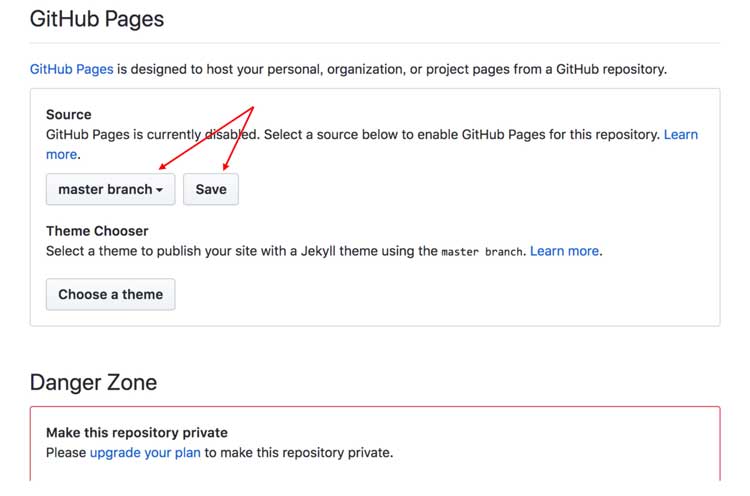 GitHub Pages
GitHub Pages is designed to host your personal, organization, or project pages from a GitHub repository.
Source
GitHub Pages is currently disabled. Select a source below to enable GitHub Pages for this repository. Learn
more.
master branch Save
Theme Chooser
Select a theme to publish your site with a Jekyll theme using the master branch. Learn more.
Choose a theme
Danger Zone
Make this repository private
Please upgrade your plan to make this repository private.